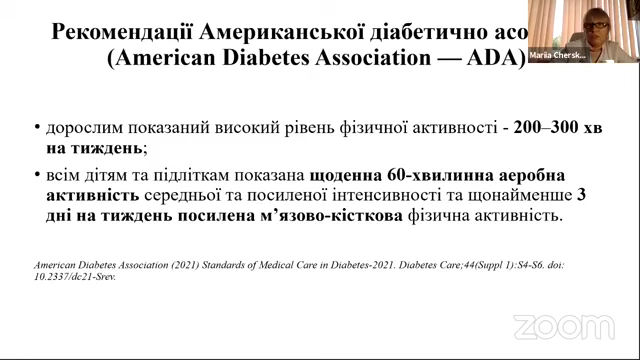 Рекомендації Американської діабетично асо
(American Diabetes Association — ADA)
Mariia Chersk...
• дорослим показаний високий рівень фізичної активності - 200–300 хв
на тиждень;
• всім дітям та підліткам показана щоденна 60-хвилинна аеробна
активність середньої та посиленої інтенсивності та щонайменше 3
дні на тиждень посилена м’язово-кісткова фізична активність.
American Diabetes Association (2021) Standards of Medical Care in Diabetes-2021. Diabetes Care;44(Suppl 1):S4-S6. doi:
10.2337/dc21-Srev.
zoom